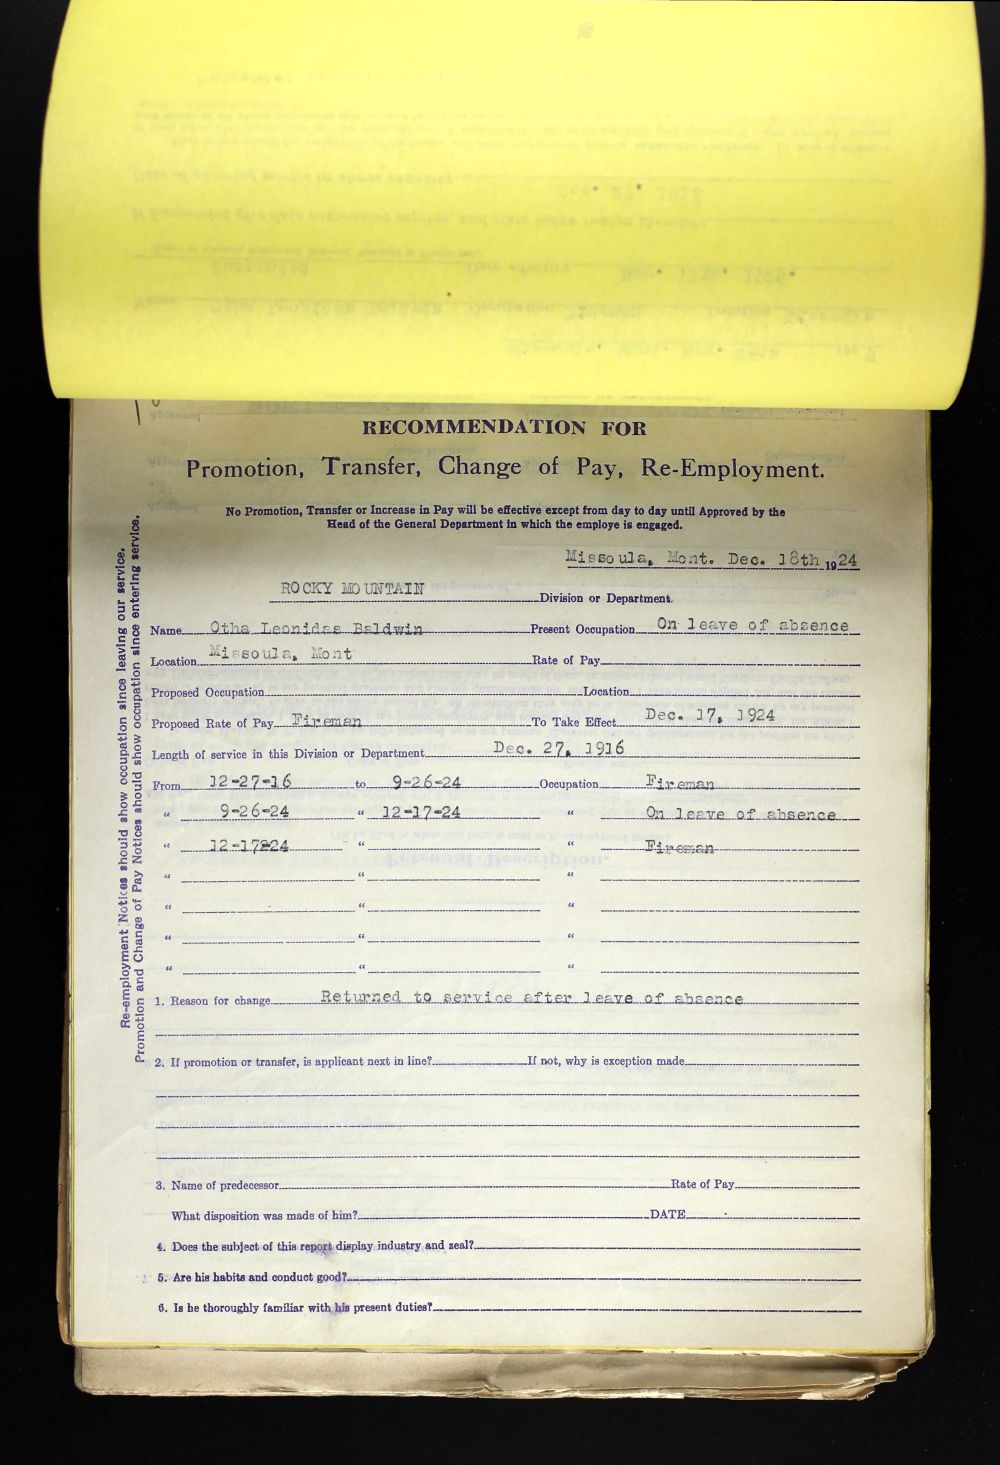 RECOMMENDATION FOR
Promotion, Transfer, Change of Pay, Re-Employment.
No Promotion, Transfer or Increase in Pay will be effective except from day to day until Approved by the
Head of the General Department in which the employe is engaged.
Missoula, Mont. Dec. 18th 1924
ROCKY MOUNTAIN Division or Department.
Name Otha Leonidas Baldwin Present Occupation On leave of absence
Location Missoula, Mont Rate of Pay
Proposed Occupation Location
Proposed Rate of Pay Fireman To Take Effect Dec. 17, 1924
Length of service in this Division or Department Dec. 27, 1916
From 12-27-16 to 9-26-24 Occupation Fireman
" 9-26-24 " 12-17-24 " On leave of absence
" 12-17-24 " " Fireman
" " "
" " "
" " "
" " "
1. Reason for change Returned to service after leave of absence
2. If promotion or transfer, is applicant next in line? If not, why is exception made
3. Name of predecessor Rate of Pay
What disposition was made of him? DATE
4. Does the subject of this report display industry and zeal?
5. Are his habits and conduct good?
6. Is he thoroughly familiar with his present duties?
Re-employment Notices should show occupation since leaving our service.
Promotion and Change of Pay Notices should show occupation since entering service.